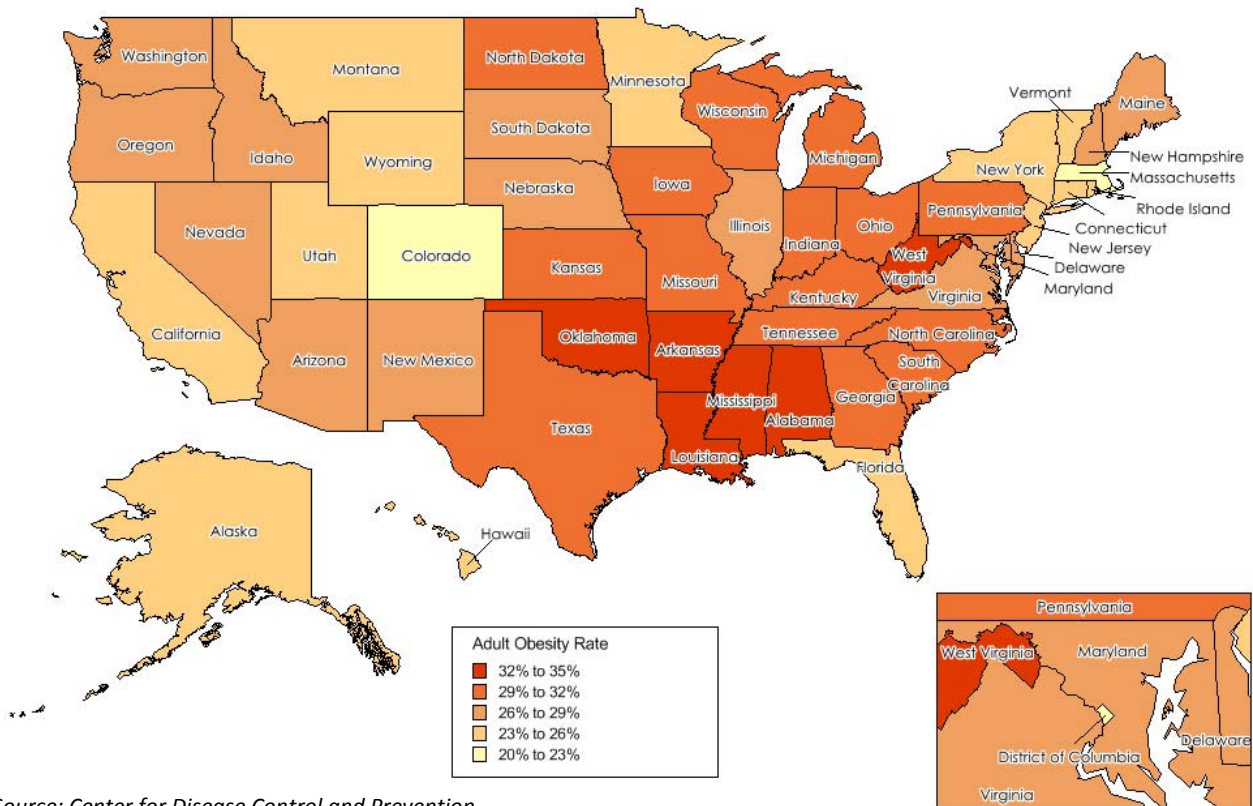 Washington
Montana
North Dakota
Minnesota
Wisconsin
Michigan
Vermont
Maine
Oregon
Idaho
Wyoming
South Dakota
New York
New Hampshire
Massachusetts
Rhode Island
Connecticut
New Jersey
Delaware
Maryland
Nevada
Utah
Colorado
Nebraska
Iowa
Illinois
Indiana
Ohio
Pennsylvania
West
Virginia
Virginia
California
Arizona
New Mexico
Kansas
Missouri
Kentucky
Oklahoma
Arkansas
Tennessee
North Carolina
South
Carolina
Texas
Louisiana
Mississippi
Alabama
Georgia
Florida
Alaska
Hawaii
Adult Obesity Rate
32% to 35%
29% to 32%
26% to 29%
23% to 26%
20% to 23%
Pennsylvania
West Virginia
Maryland
District of Columbia
Delaware
Virginia
Source: Center for Disease Control and Prevention